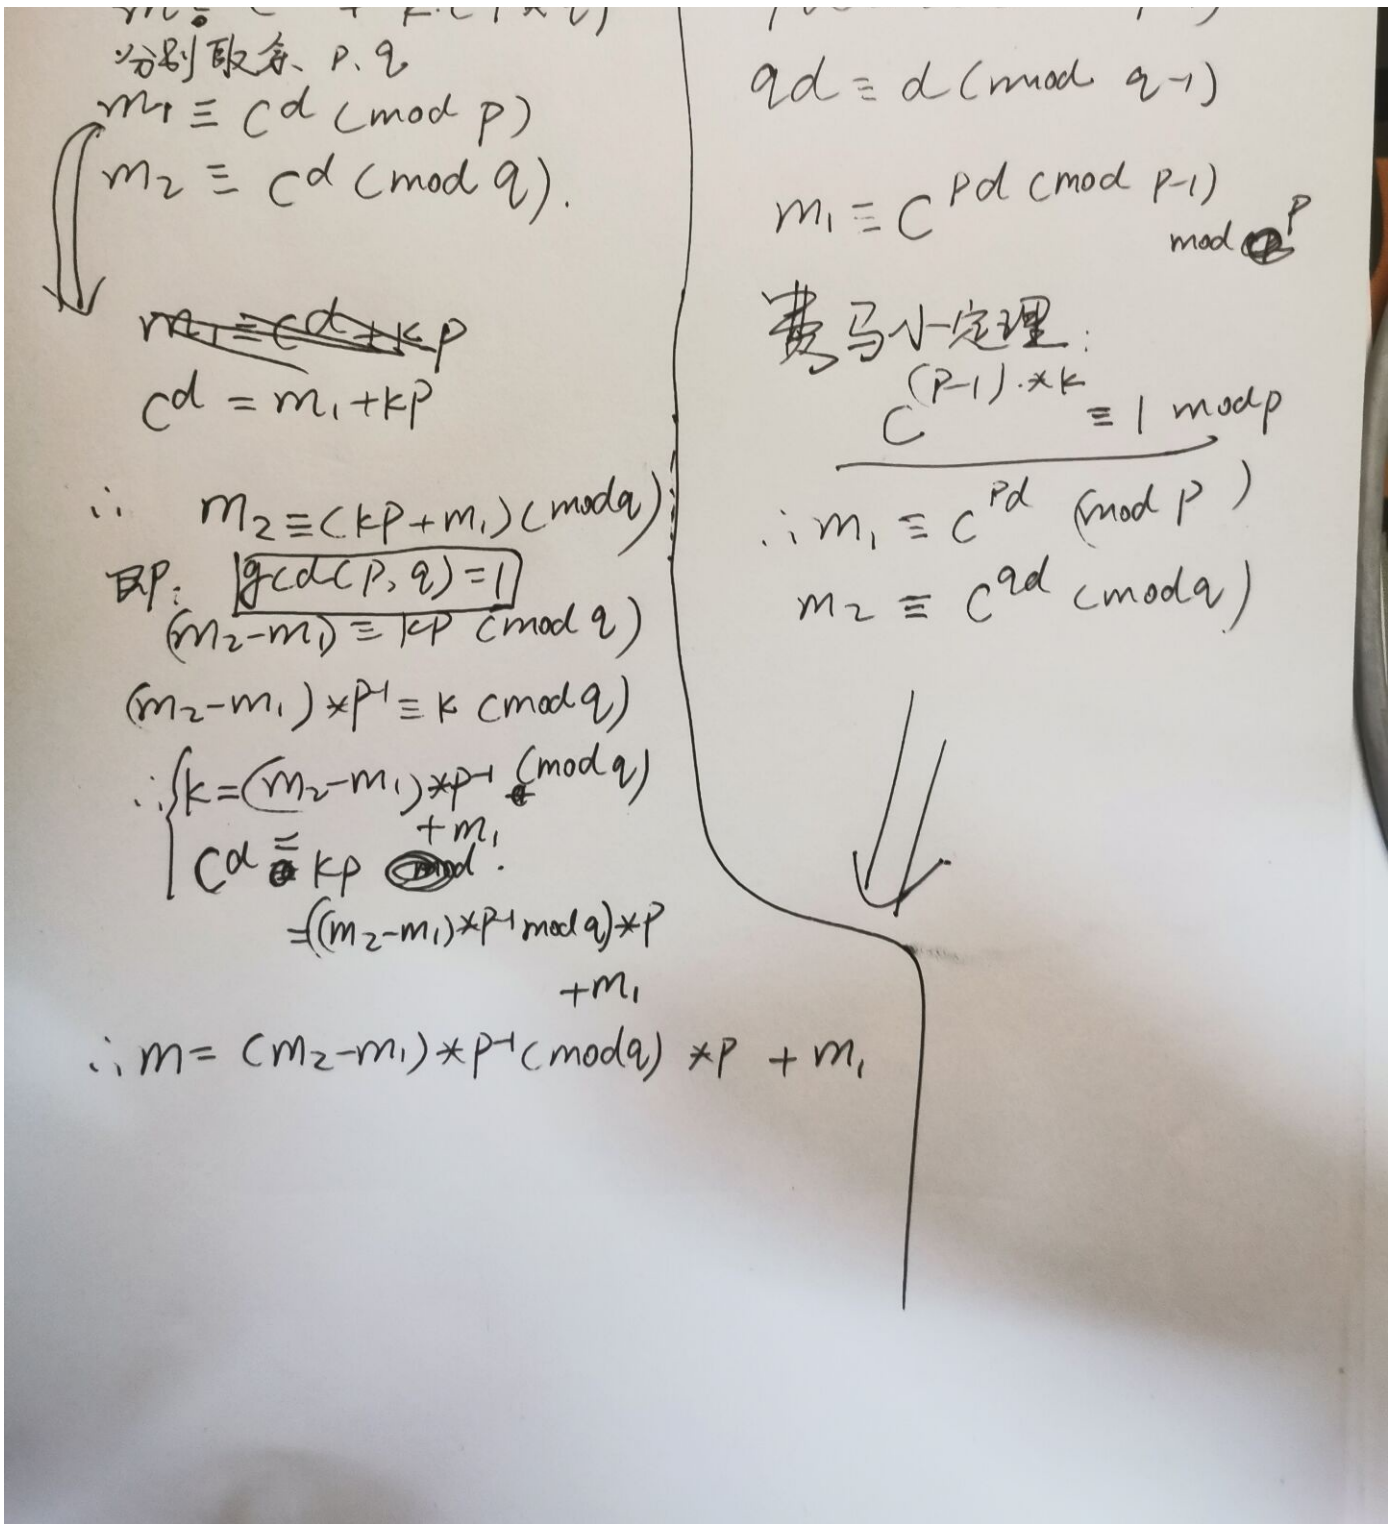 分别取余 p、q
m₁ ≡ c^d (mod p)
m₂ ≡ c^d (mod q).
c^d = m₁+kp
∴ m₂ ≡ (kp+m₁) (mod q)
即: gcd(p,q)=1
(m₂-m₁) ≡ kp (mod q)
(m₂-m₁)*p^-1 ≡ k (mod q)
∴ { k=(m₂-m₁)*p^-1 (mod q)
c^d = kp +m₁
=((m₂-m₁)*p^-1 mod q)*p
+m₁
∴ m= (m₂-m₁)*p^-1 (mod q) *p + m₁
qd ≡ d (mod q-1)
m₁ ≡ c^pd (mod p-1)
mod p
费马小定理:
c^(p-1)·*k ≡ 1 mod p
∴ m₁ ≡ c^pd (mod p)
m₂ ≡ c^qd (mod q)